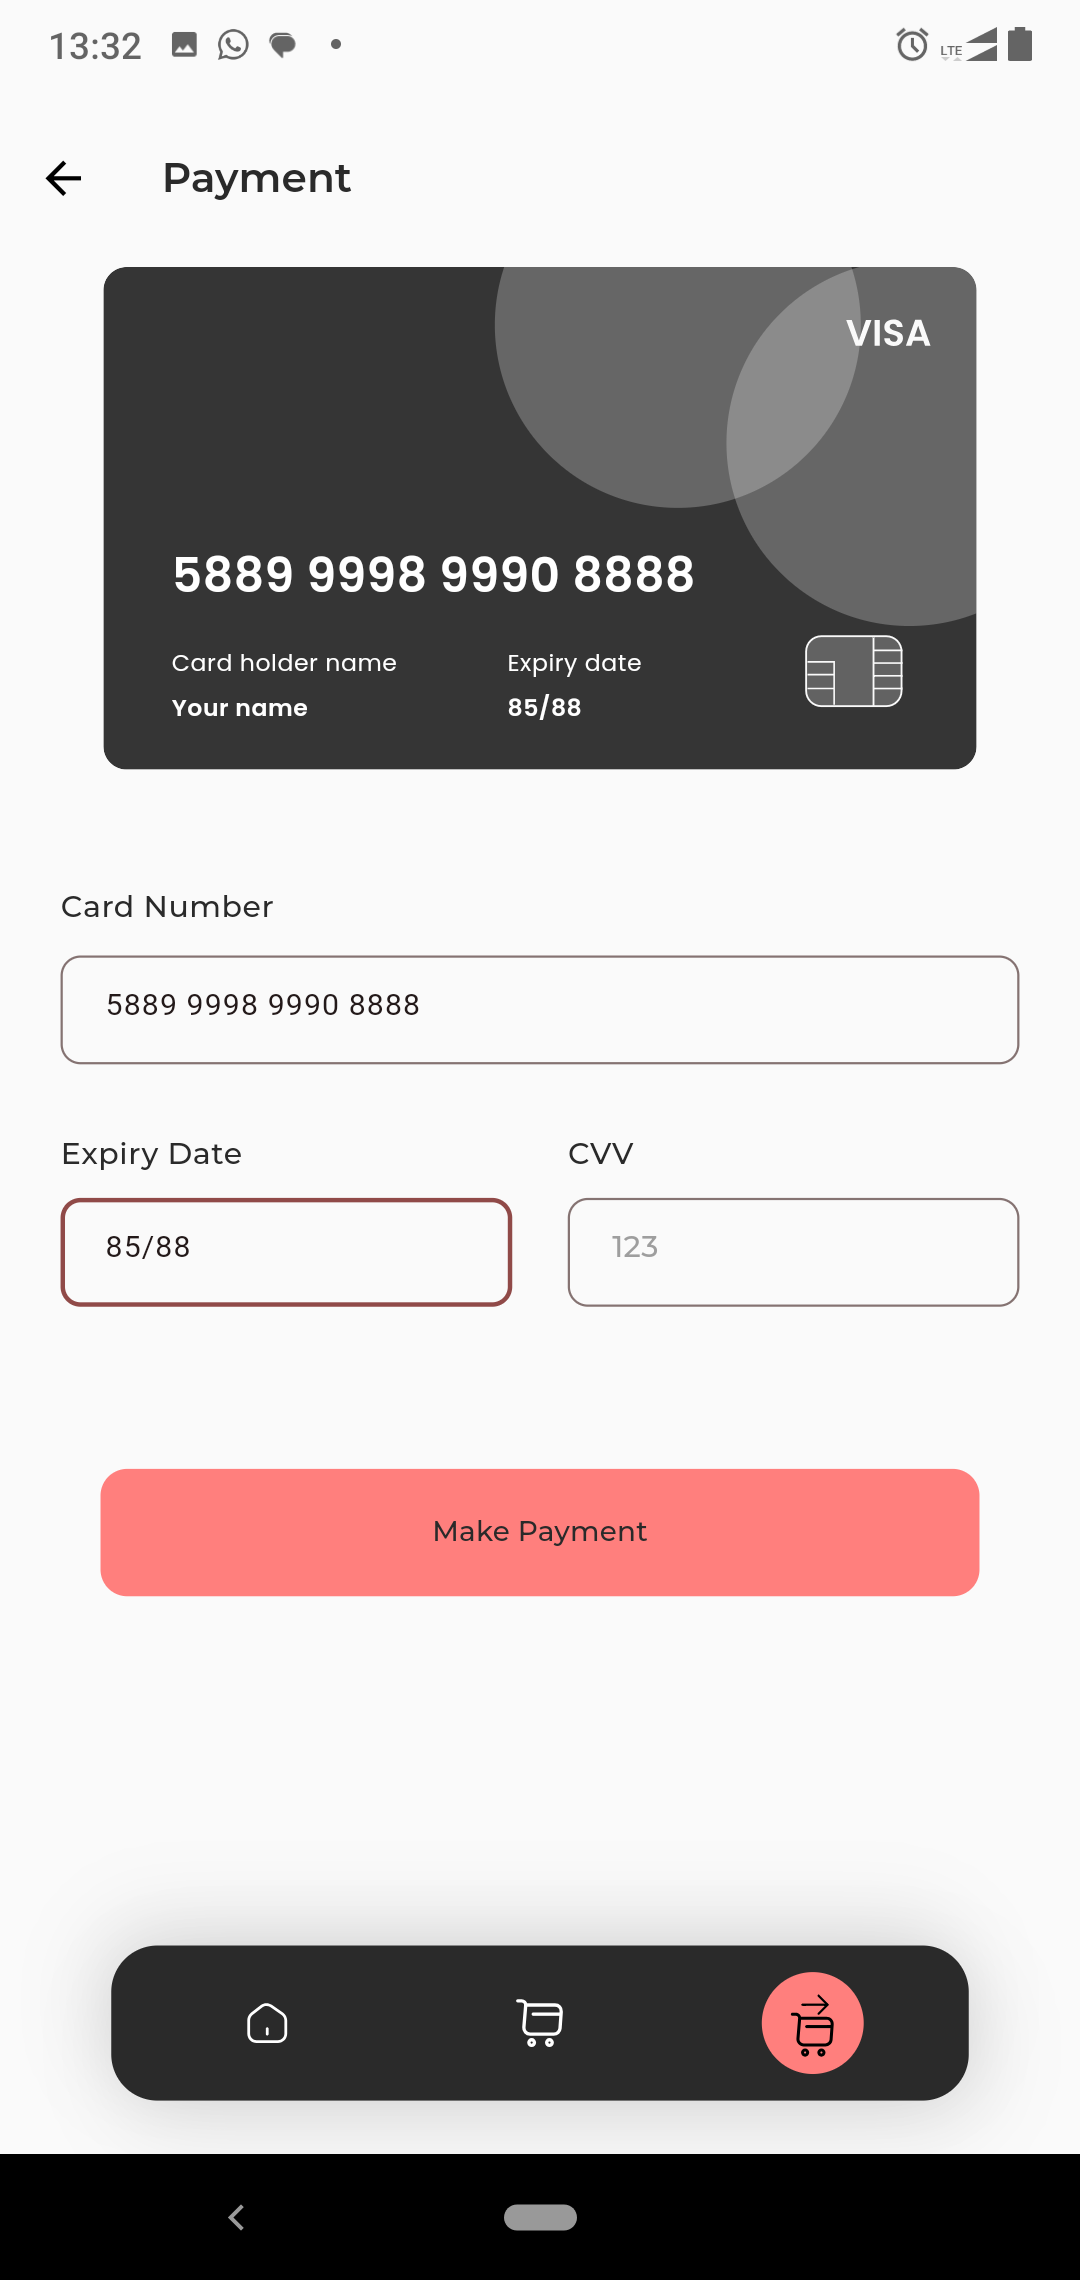 13:32
LTE
Payment
VISA
5889 9998 9990 8888
Card holder name Expiry date
Your name 85/88
Card Number
5889 9998 9990 8888
Expiry Date CVV
85/88 123
Make Payment